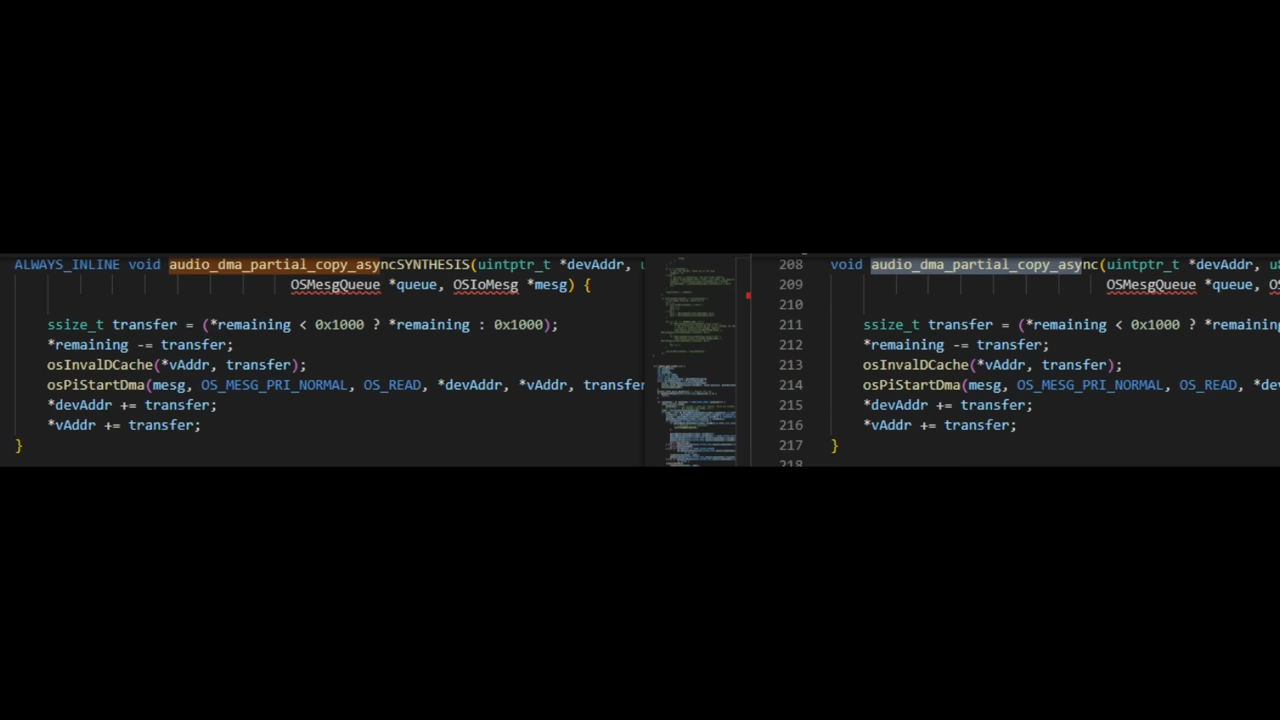 ALWAYS_INLINE void audio_dma_partial_copy_asyncSYNTHESIS(uintptr_t *devAddr,
OSMesgQueue *queue, OSIoMesg *mesg) {
ssize_t transfer = (*remaining < 0x1000 ? *remaining : 0x1000);
*remaining -= transfer;
osInvalDCache(*vAddr, transfer);
osPiStartDma(mesg, OS_MESG_PRI_NORMAL, OS_READ, *devAddr, *vAddr, transfer
*devAddr += transfer;
*vAddr += transfer;
}
208 void audio_dma_partial_copy_async(uintptr_t *devAddr,
209 OSMesgQueue *queue,
210
211 ssize_t transfer = (*remaining < 0x1000 ? *remaining
212 *remaining -= transfer;
213 osInvalDCache(*vAddr, transfer);
214 osPiStartDma(mesg, OS_MESG_PRI_NORMAL, OS_READ,
215 *devAddr += transfer;
216 *vAddr += transfer;
217 }
218